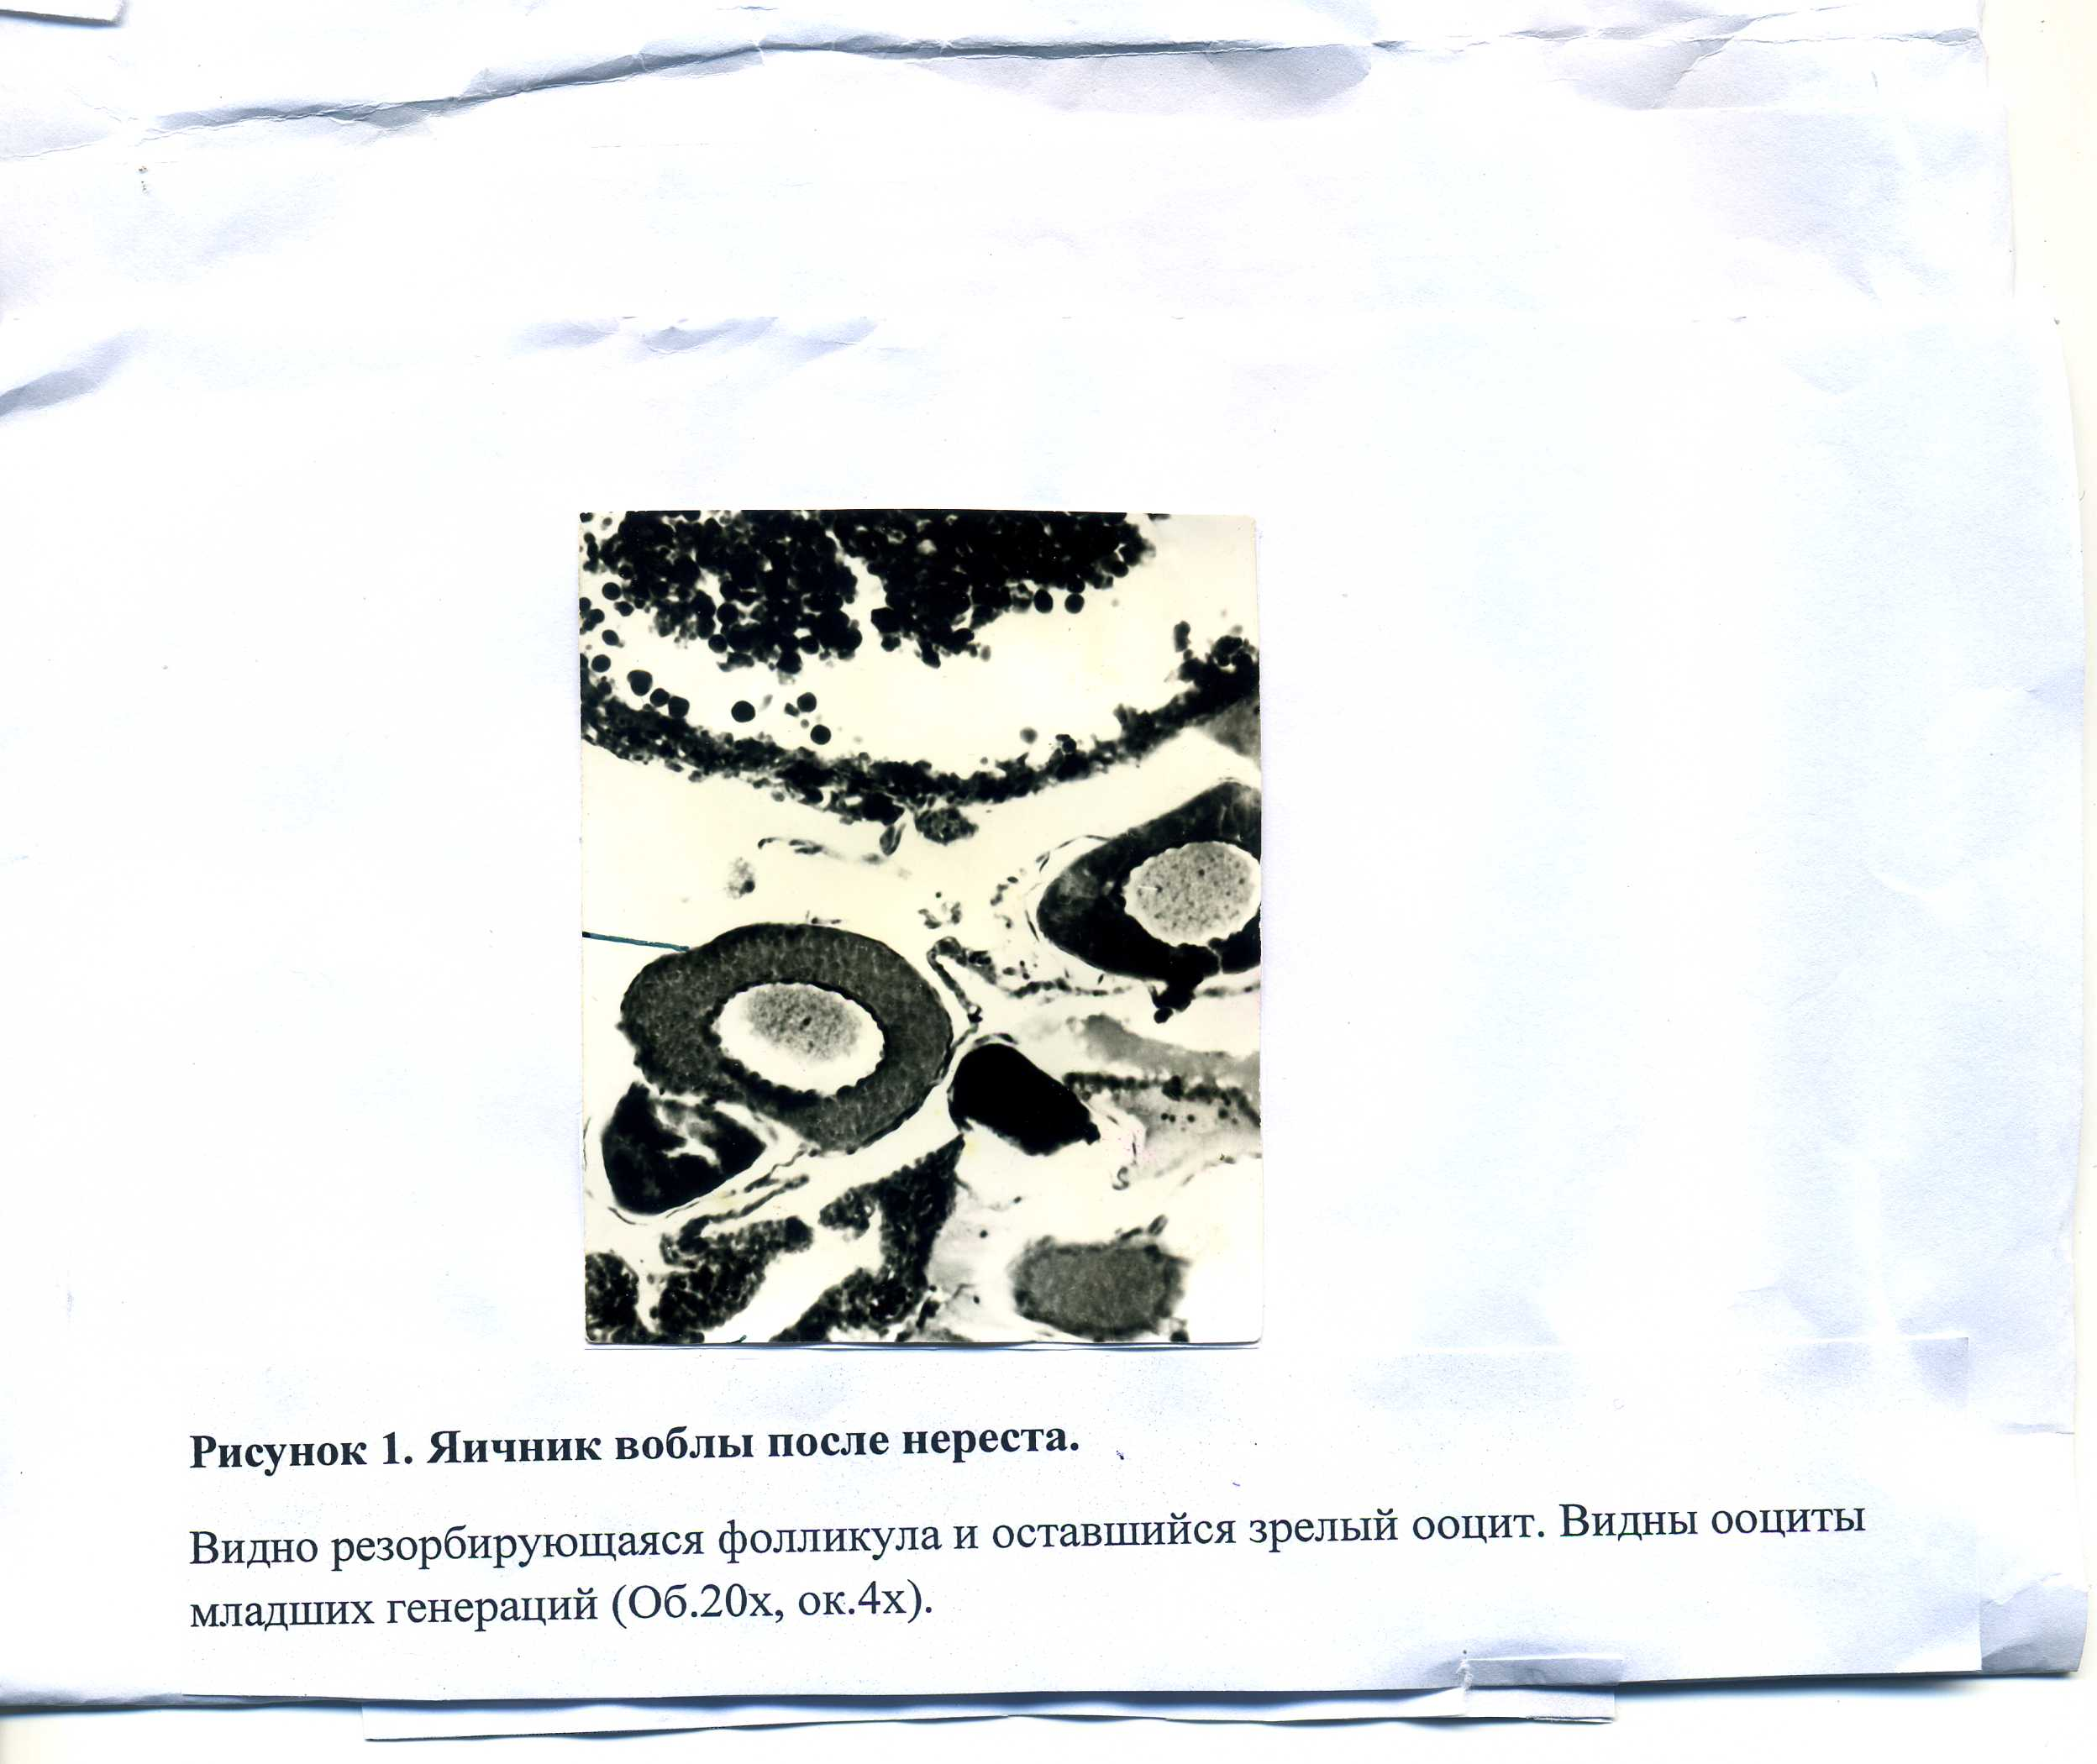 Рисунок 1. Яичник воблы после нереста.
Видно резорбирующаяся фолликула и оставшийся зрелый ооцит. Видны ооциты
младших генераций (Об.20х, ок.4х).